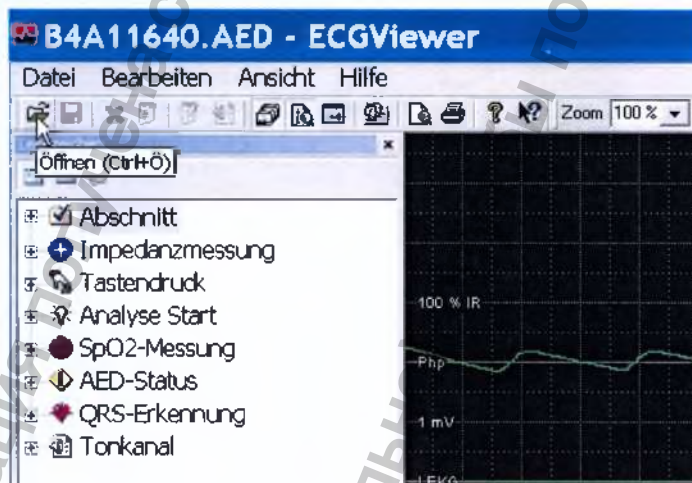 B4A11640.AED - ECGViewer
Datei Bearbeiten Ansicht Hilfe
Zoom 100 %
Öffnen (Ctrl+Ö)
Abschnitt
Impedanzmessung
Tastendruck
Analyse Start
SpO2-Messung
AED-Status
QRS-Erkennung
Tonkanal
100 % IR
Php
1 mV
I EKG